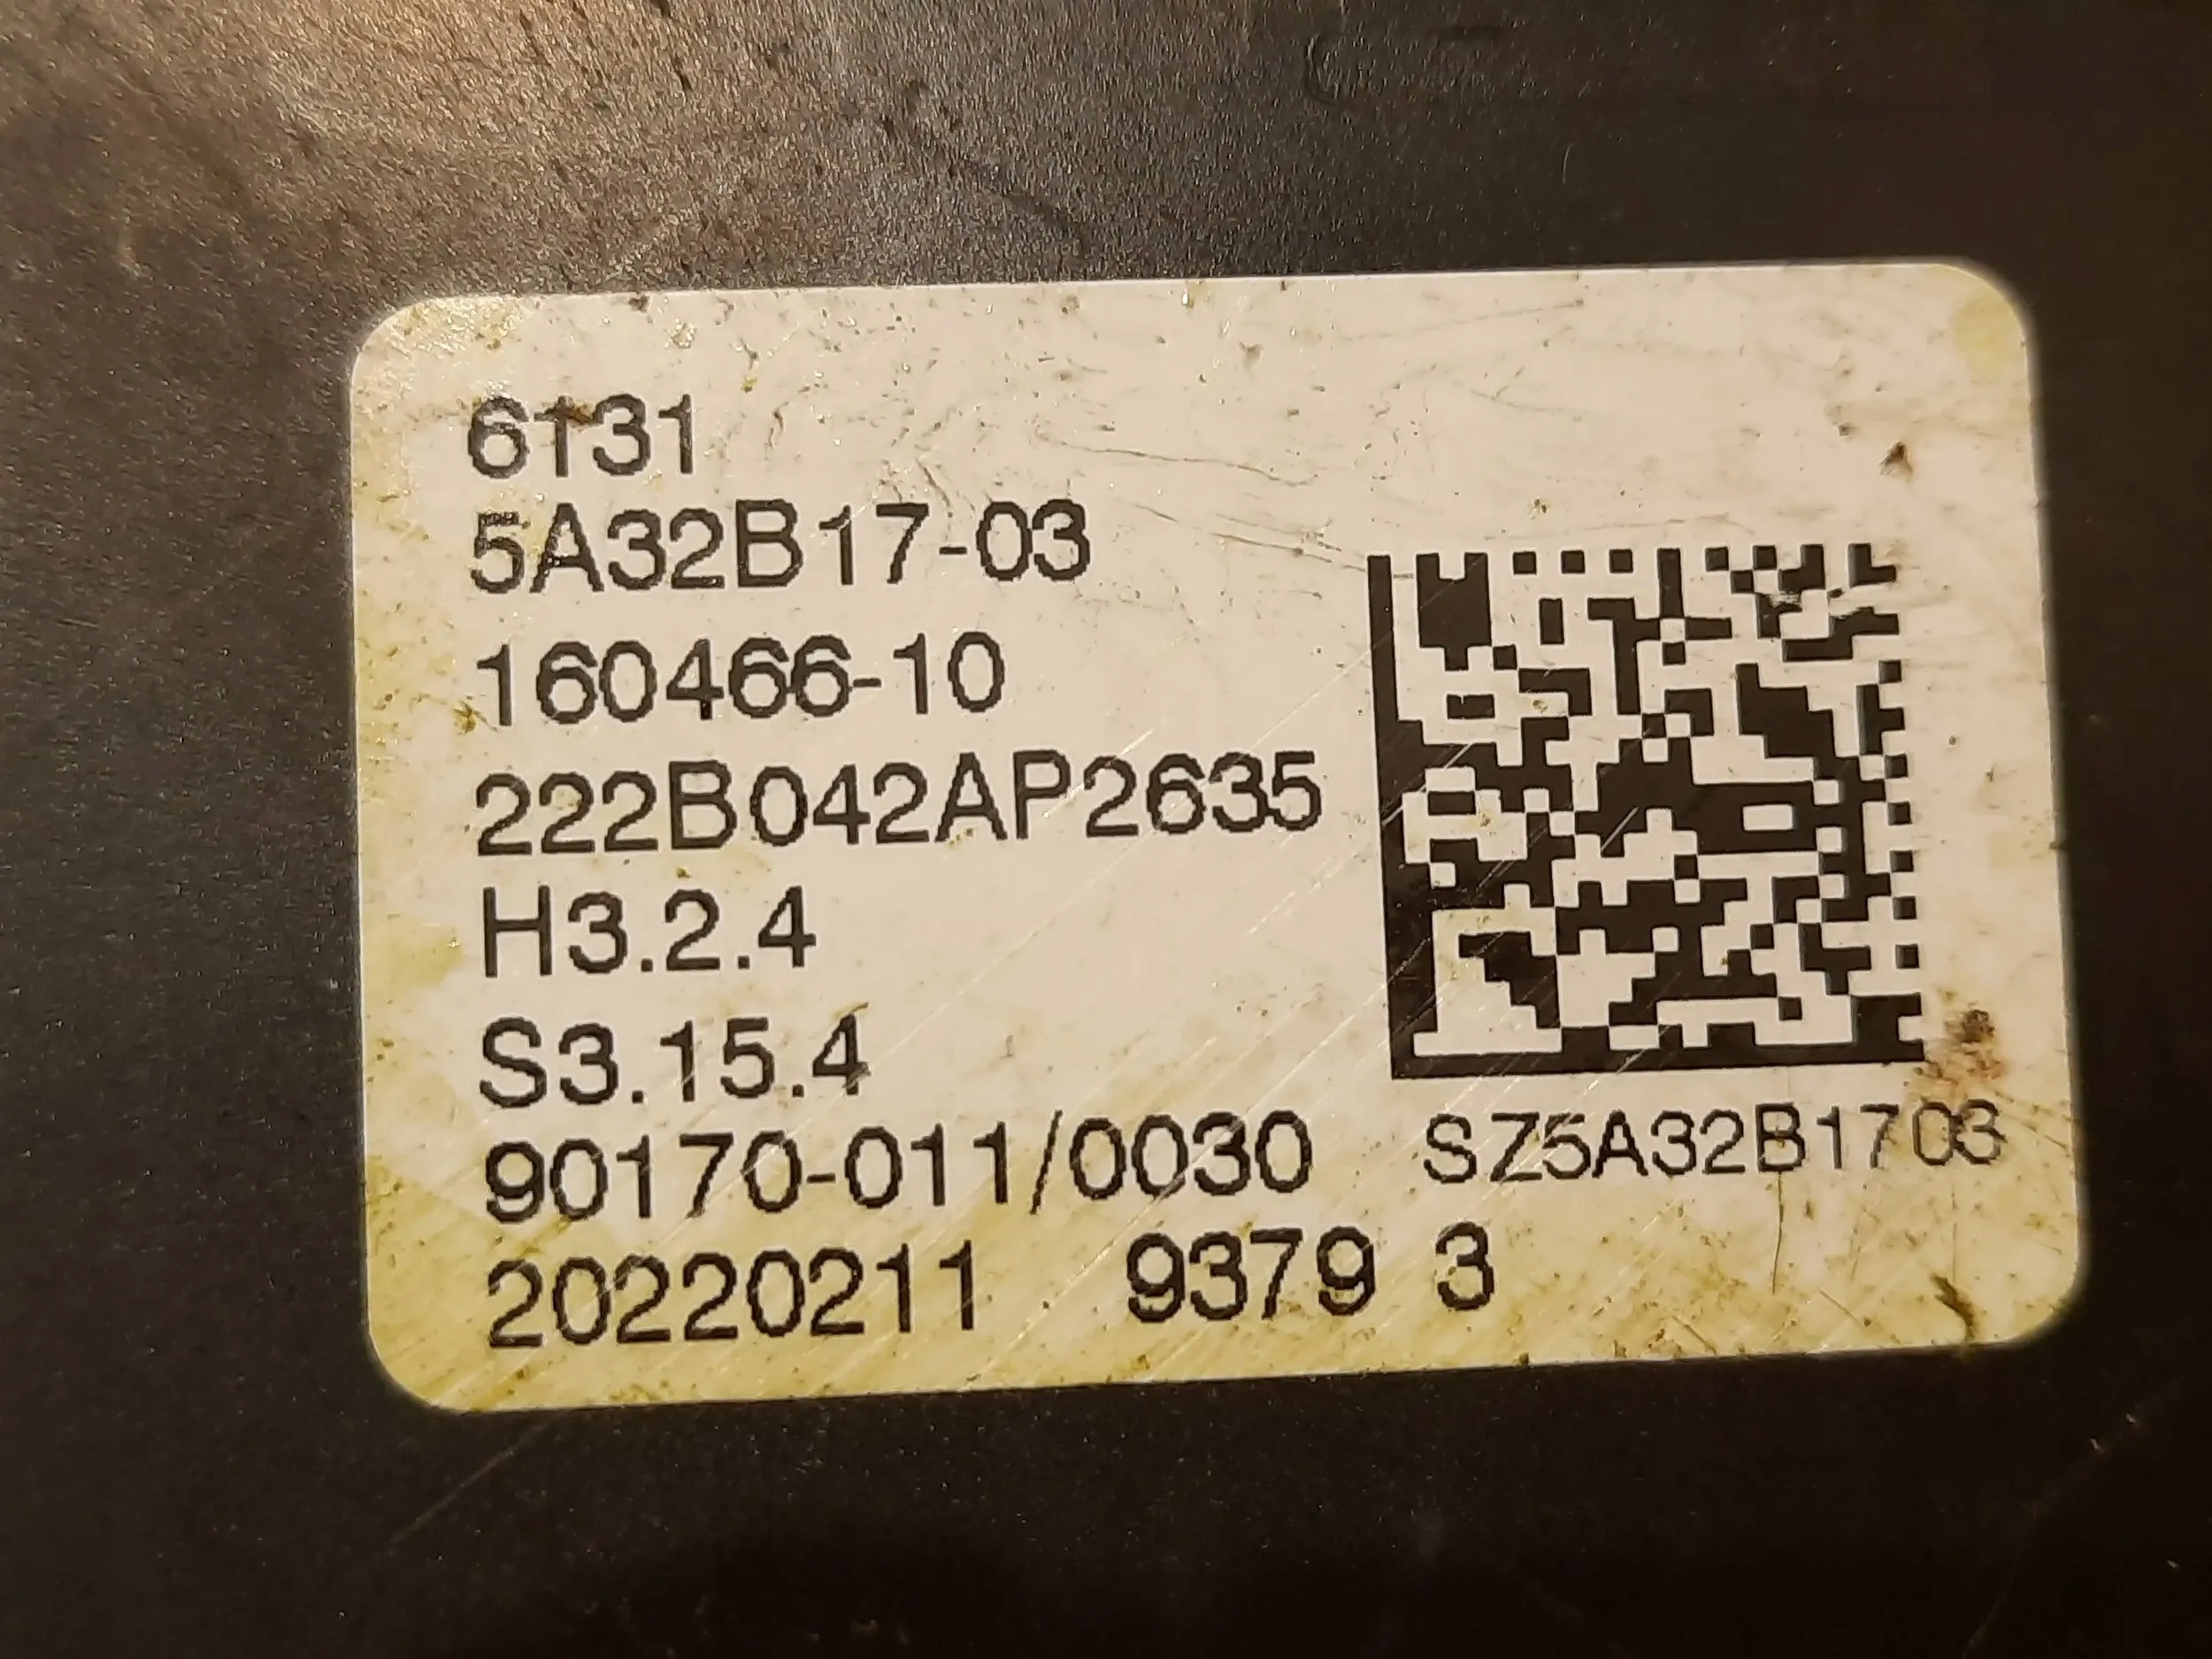 6131
5A32B17-03
160466-10
222B042AP2635
H3.2.4
S3.15.4
90170-011/0030
SZ5A32B1703
20220211 9379 3